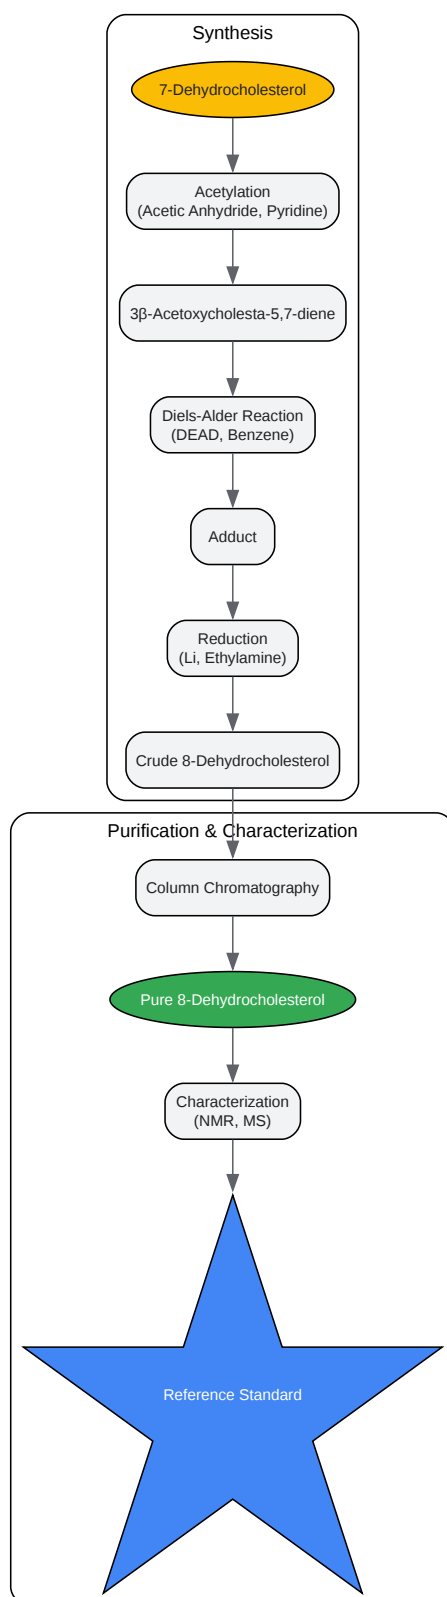 Synthesis
7-Dehydrocholesterol
Acetylation
(Acetic Anhydride, Pyridine)
3β-Acetoxycholesta-5,7-diene
Diels-Alder Reaction
(DEAD, Benzene)
Adduct
Reduction
(Li, Ethylamine)
Crude 8-Dehydrocholesterol
Purification & Characterization
Column Chromatography
Pure 8-Dehydrocholesterol
Characterization
(NMR, MS)
Reference Standard